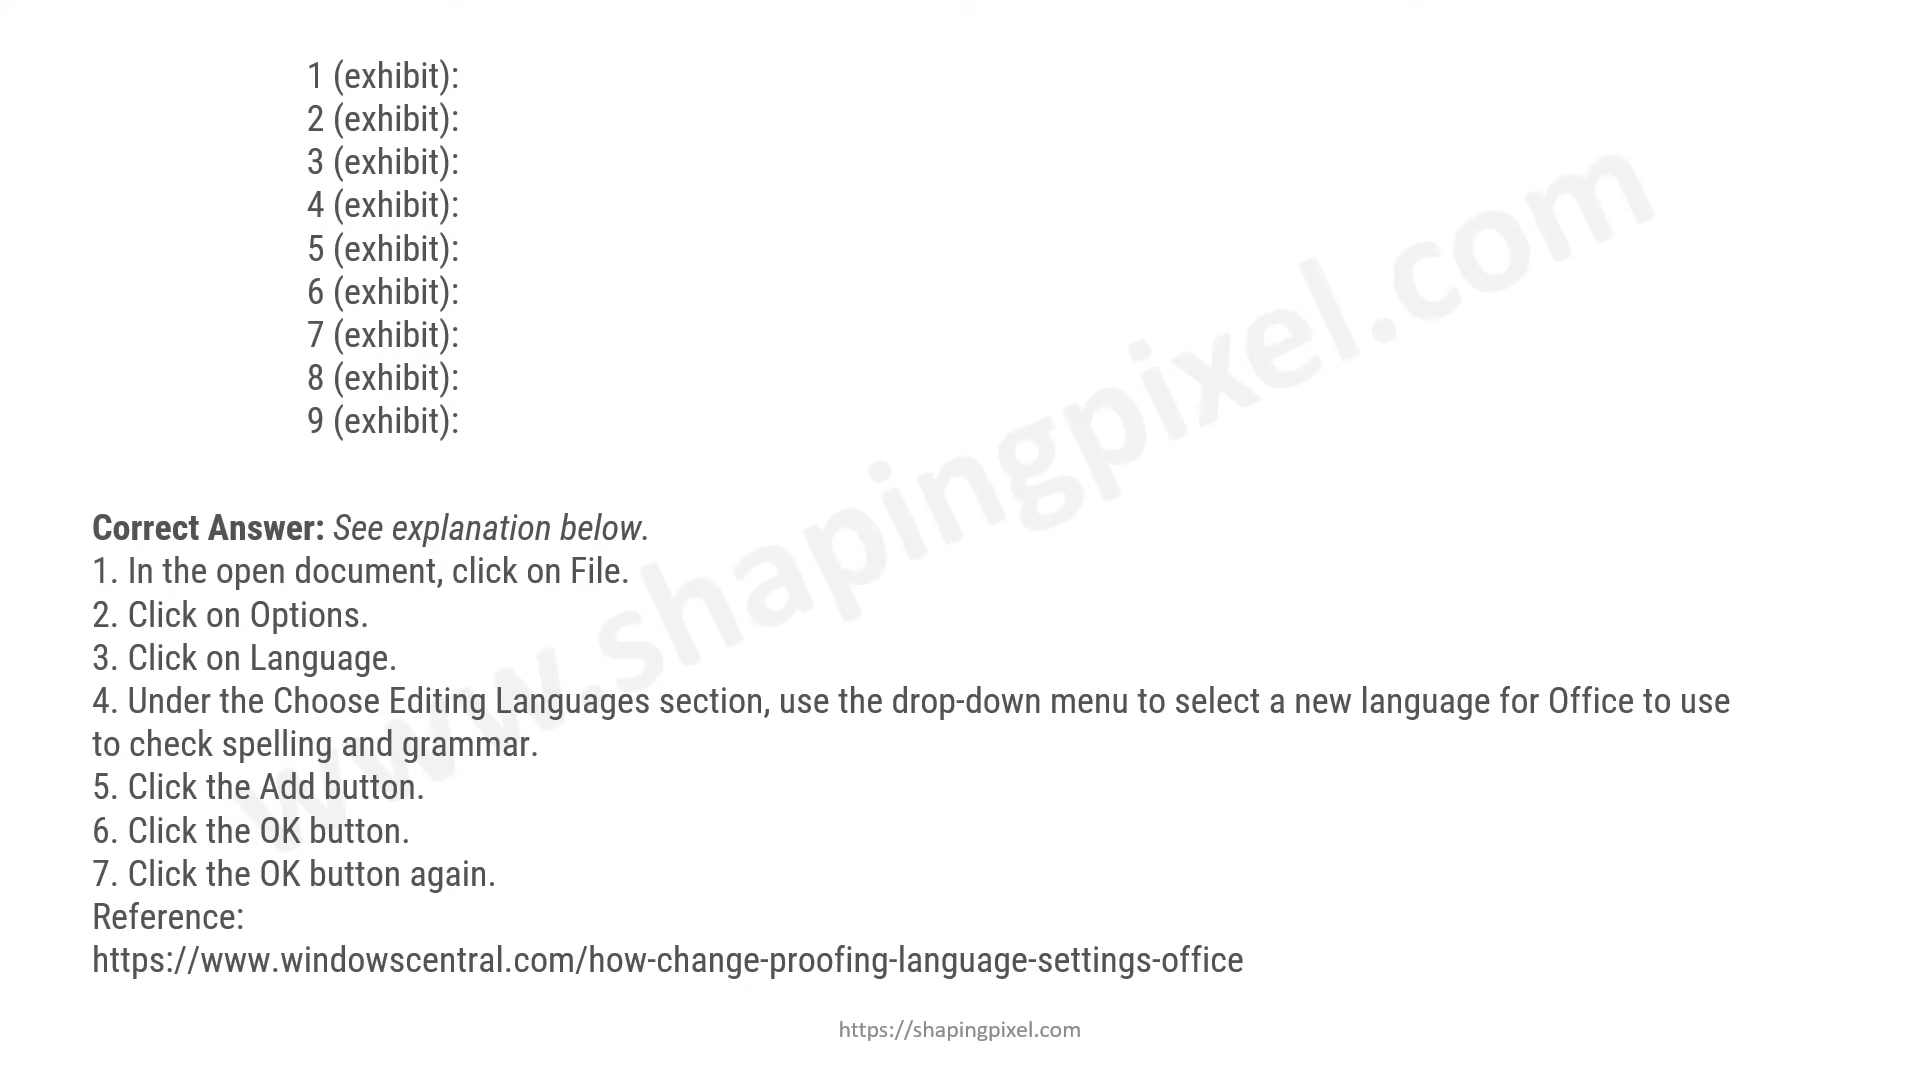 1 (exhibit):
2 (exhibit):
3 (exhibit):
4 (exhibit):
5 (exhibit):
6 (exhibit):
7 (exhibit):
8 (exhibit):
9 (exhibit):
www.shapingpixel.com
Correct Answer: See explanation below.
1. In the open document, click on File.
2. Click on Options.
3. Click on Language.
4. Under the Choose Editing Languages section, use the drop-down menu to select a new language for Office to use
to check spelling and grammar.
5. Click the Add button.
6. Click the OK button.
7. Click the OK button again.
Reference:
https://www.windowscentral.com/how-change-proofing-language-settings-office
https://shapingpixel.com